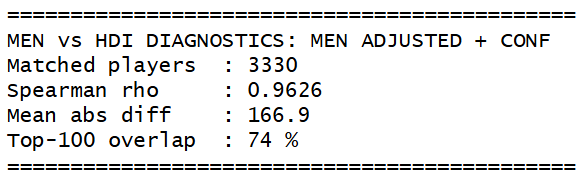 =============================================
MEN vs HDI DIAGNOSTICS: MEN ADJUSTED + CONF
Matched players  : 3330
Spearman rho     : 0.9626
Mean abs diff    : 166.9
Top-100 overlap  : 74 %
=============================================